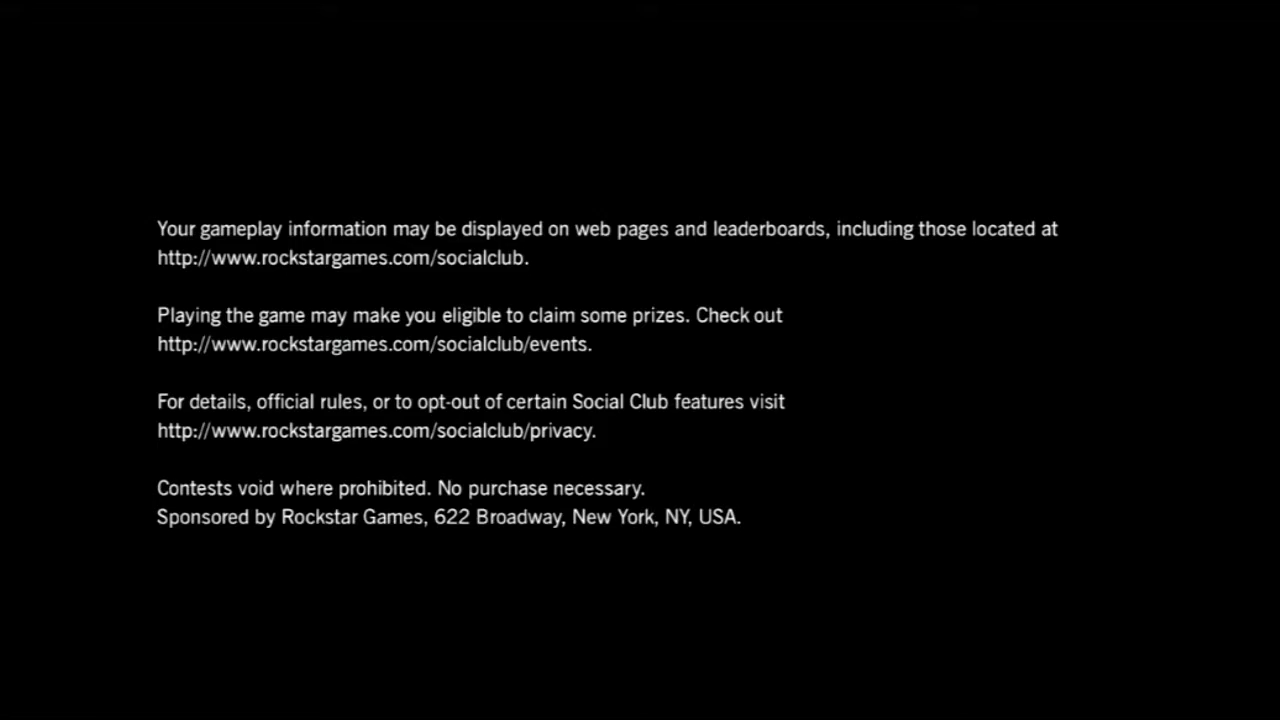 Your gameplay information may be displayed on web pages and leaderboards, including those located at
http://www.rockstargames.com/socialclub.
Playing the game may make you eligible to claim some prizes. Check out
http://www.rockstargames.com/socialclub/events.
For details, official rules, or to opt-out of certain Social Club features visit
http://www.rockstargames.com/socialclub/privacy.
Contests void where prohibited. No purchase necessary.
Sponsored by Rockstar Games, 622 Broadway, New York, NY, USA.